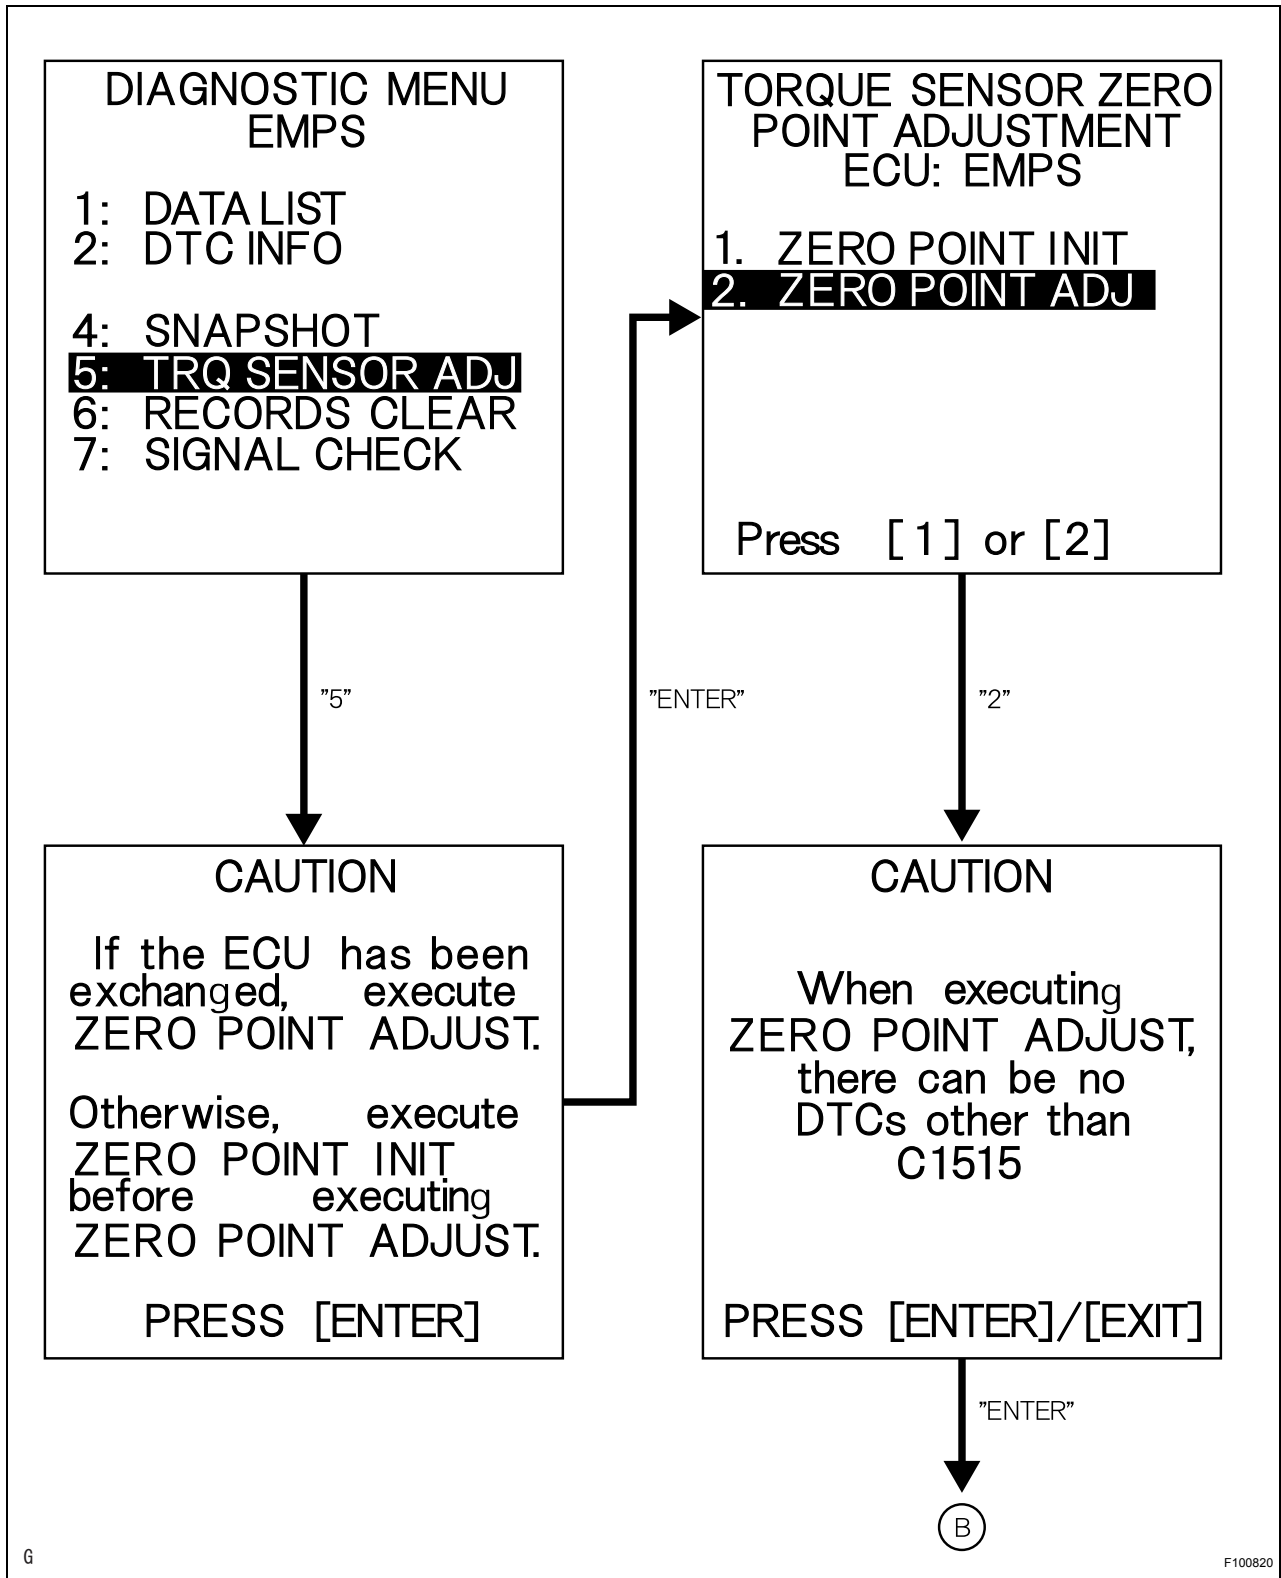 DIAGNOSTIC MENU
EMPS
1: DATA LIST
2: DTC INFO
4: SNAPSHOT
5: TRQ SENSOR ADJ
6: RECORDS CLEAR
7: SIGNAL CHECK
"5"
CAUTION
If the ECU has been
exchanged, execute
ZERO POINT ADJUST.
Otherwise, execute
ZERO POINT INIT
before executing
ZERO POINT ADJUST.
PRESS [ENTER]
"ENTER"
TORQUE SENSOR ZERO
POINT ADJUSTMENT
ECU: EMPS
1. ZERO POINT INIT
2. ZERO POINT ADJ
Press [1] or [2]
"2"
CAUTION
When executing
ZERO POINT ADJUST,
there can be no
DTCs other than
C1515
PRESS [ENTER]/[EXIT]
"ENTER"
B
G
F100820